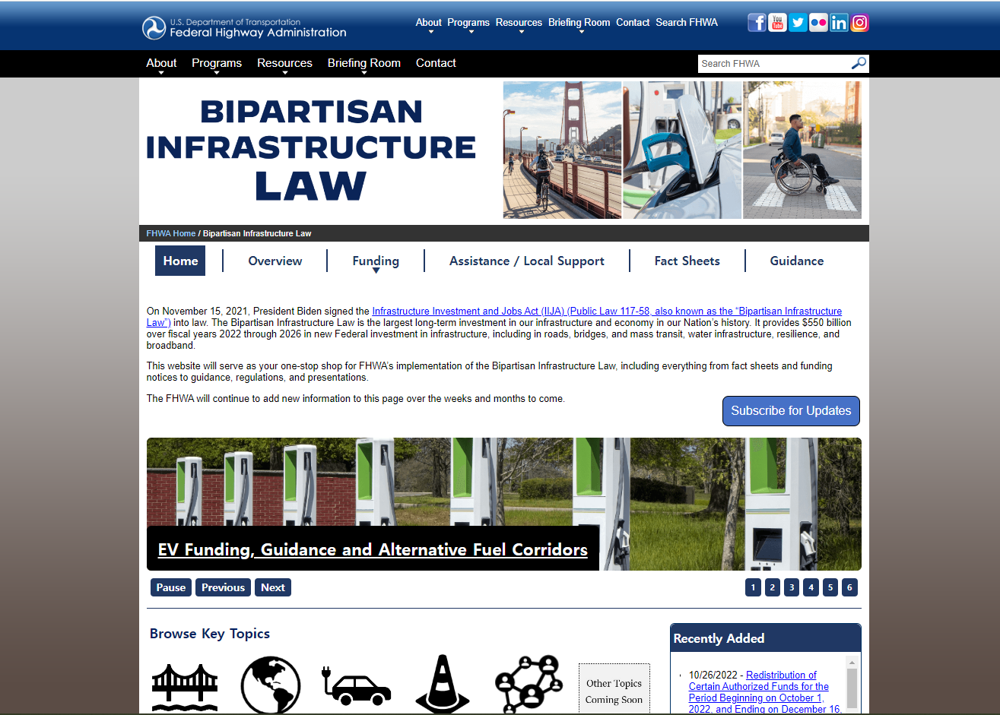 U.S. Department of Transportation
Federal Highway Administration
About Programs Resources Briefing Room Contact Search FHWA
You Tube
About Programs Resources Briefing Room Contact
Search FHWA
BIPARTISAN
INFRASTRUCTURE
LAW
FHWA Home / Bipartisan Infrastructure Law
Home Overview Funding Assistance / Local Support Fact Sheets Guidance
On November 15, 2021, President Biden signed the Infrastructure Investment and Jobs Act (IIJA) (Public Law 117-58, also known as the “Bipartisan Infrastructure
Law”) into law. The Bipartisan Infrastructure Law is the largest long-term investment in our infrastructure and economy in our Nation’s history. It provides $550 billion
over fiscal years 2022 through 2026 in new Federal investment in infrastructure, including in roads, bridges, and mass transit, water infrastructure, resilience, and
broadband.
This website will serve as your one-stop shop for FHWA’s implementation of the Bipartisan Infrastructure Law, including everything from fact sheets and funding
notices to guidance, regulations, and presentations.
The FHWA will continue to add new information to this page over the weeks and months to come.
Subscribe for Updates
EV Funding, Guidance and Alternative Fuel Corridors
Pause Previous Next 1 2 3 4 5 6
Browse Key Topics
Other Topics
Coming Soon
Recently Added
10/26/2022 - Redistribution of
Certain Authorized Funds for the
Period Beginning on October 1,
2022, and Ending on December 16,